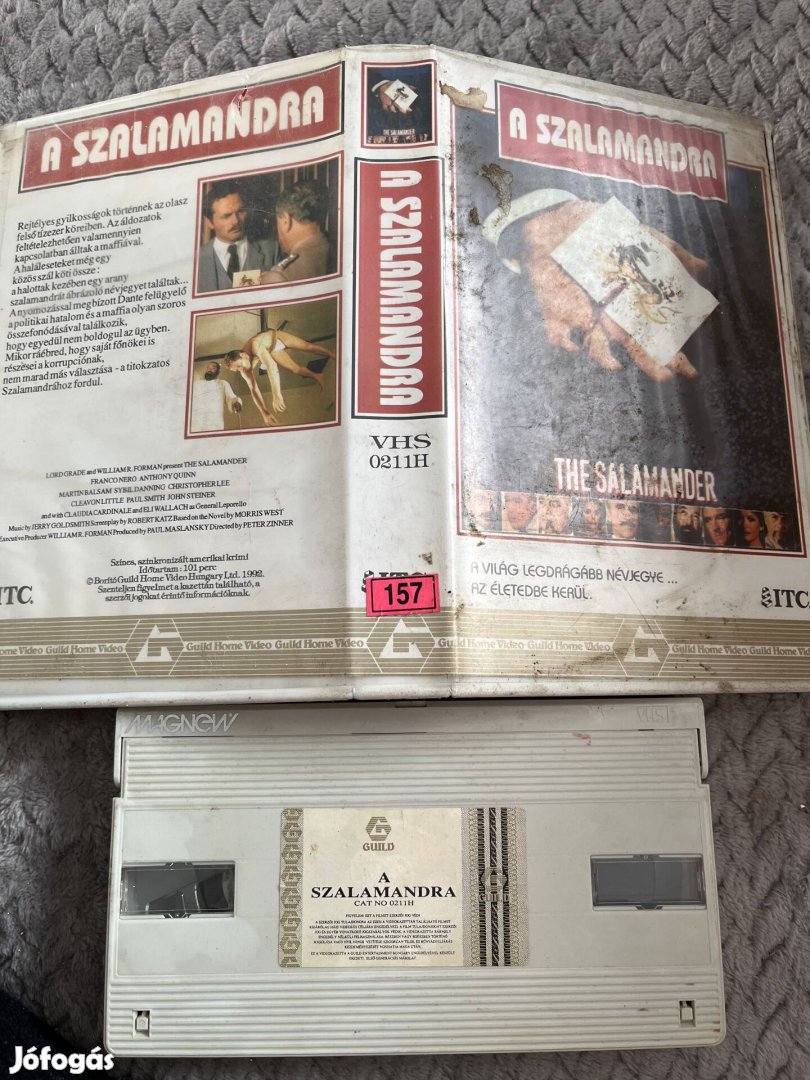 A SZALAMANDRA
Rejtélyes gyilkosságok történnek az olasz
felső tízezer köreiben. Az áldozatok
feltételezhetően valamennyien
kapcsolatban álltak a maffiával.
A haláleseteket még egy
közös szál köti össze:
a halottak kezében egy arany
szalamandrát ábrázoló névjegyet találtak...
A nyomozással megbízott Dante felügyelő
a politikai hatalom és a maffia olyan szoros
összefonódásával találkozik,
hogy egyedül nem boldogul az ügyben.
Mikor ráébred, hogy saját főnökei is
részesei a korrupciónak,
nem marad más választása - a titokzatos
Szalamandrához fordul.
LORD GRADE and WILLIAM R. FORMAN present THE SALAMANDER
FRANCO NERO ANTHONY QUINN
MARTIN BALSAM SYBIL DANNING CHRISTOPHER LEE
CLEAVON LITTLE PAUL SMITH JOHN STEINER
and with CLAUDIA CARDINALE and ELI WALLACH as General Leporello
Music by JERRY GOLDSMITH Screenplay by ROBERT KATZ Based on the Novel by MORRIS WEST
Executive Producer WILLIAM R. FORMAN Produced by PAUL MASLANSKY Directed by PETER ZINNER
Színes, szinkronizált amerikai krimi
Időtartam: 101 perc
© Borító Guild Home Video Hungary Ltd. 1992.
Szenteljen figyelmet a kazettán található, a
szerzői jogokat érintő információknak.
ITC
Guild Home Video Guild Home Video
THE SALAMANDER
A SZALAMANDRA
VHS
0211H
ITC
157
A SZALAMANDRA
THE SALAMANDER
A VILÁG LEGDRÁGÁBB NÉVJEGYE ...
AZ ÉLETEDBE KERÜL.
ITC
Guild Home Video Guild Home Video
MAGNEW
VHS
GUILD
A
SZALAMANDRA
CAT NO 0211H
GUILD
Jófogás